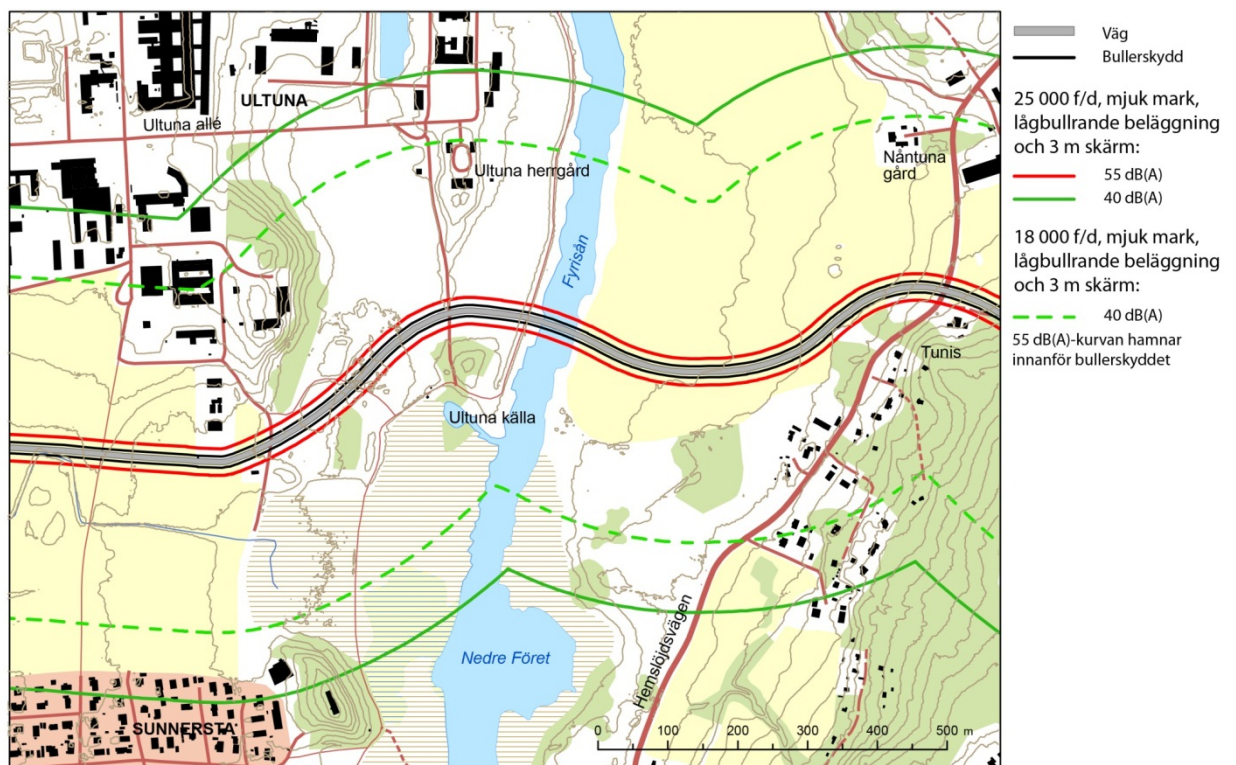 ULTUNA
Ultuna allé
Ultuna herrgård
Nåntuna
gård
Fyrisån
Tunis
Ultuna källa
Nedre Föret
Hemslöjdsvägen
SUNNERSTA
0 100 200 300 400 500 m
Väg
Bullerskydd
25 000 f/d, mjuk mark,
lågbullrande beläggning
och 3 m skärm:
55 dB(A)
40 dB(A)
18 000 f/d, mjuk mark,
lågbullrande beläggning
och 3 m skärm:
40 dB(A)
55 dB(A)-kurvan hamnar
innanför bullerskyddet